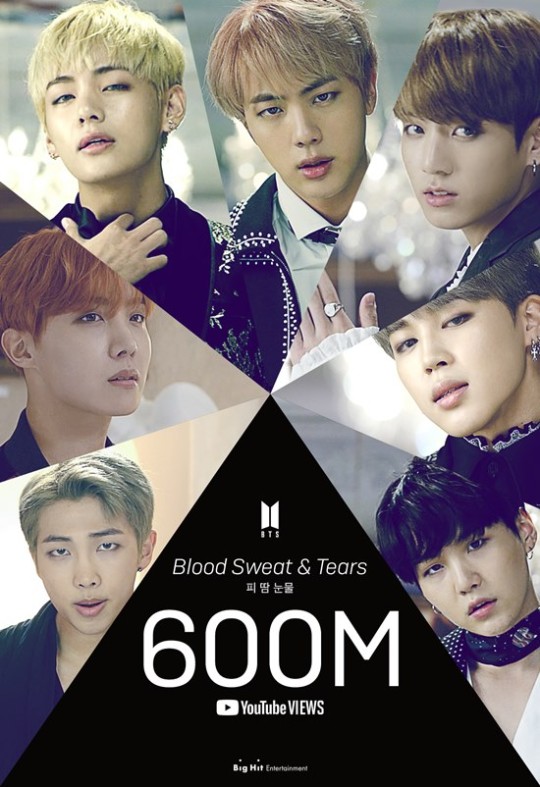 BTS
Blood Sweat & Tears
피 땀 눈물
600M
YouTube VIEWS
Big Hit Entertainment